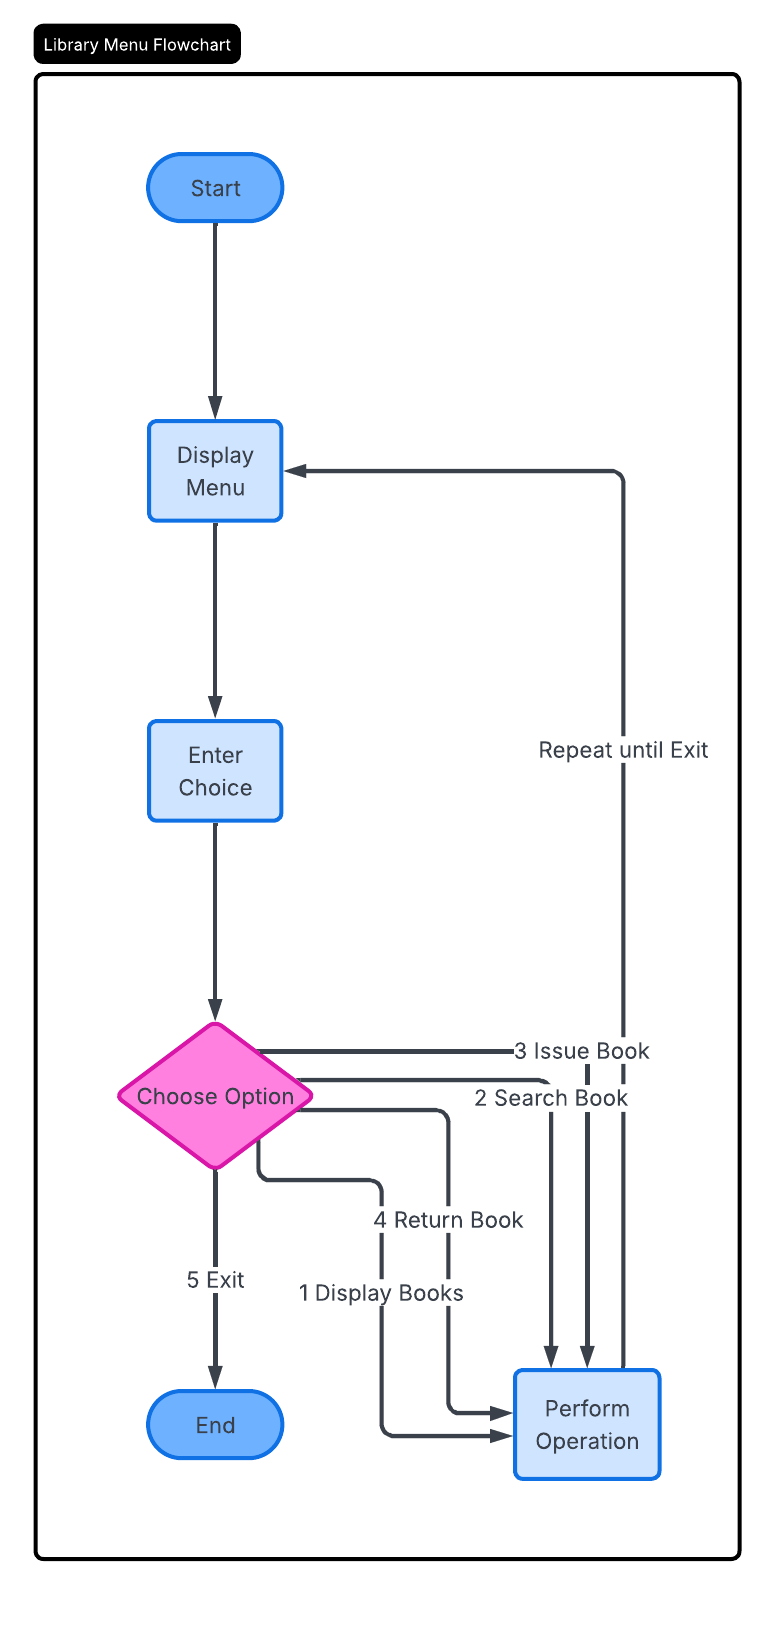 Library Menu Flowchart
Start
Display
Menu
Enter
Choice
Repeat until Exit
3 Issue Book
Choose Option
2 Search Book
4 Return Book
5 Exit
1 Display Books
Perform
Operation
End